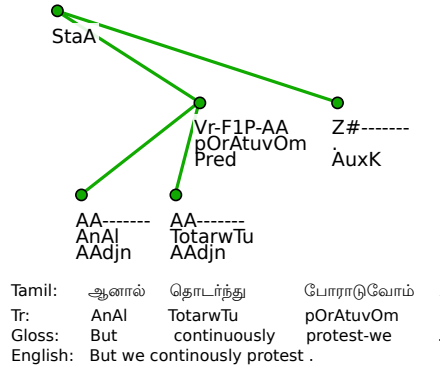 StaA
Vr-F1P-AA Z#-------
pOrAtuvOm .
Pred AuxK
AA------- AA-------
AnAl TotarwTu
AAdjn AAdjn
Tamil: ஆனால் தொடர்ந்து போராடுவோம் .
Tr: AnAl TotarwTu pOrAtuvOm
Gloss: But continuously protest-we .
English: But we continously protest .